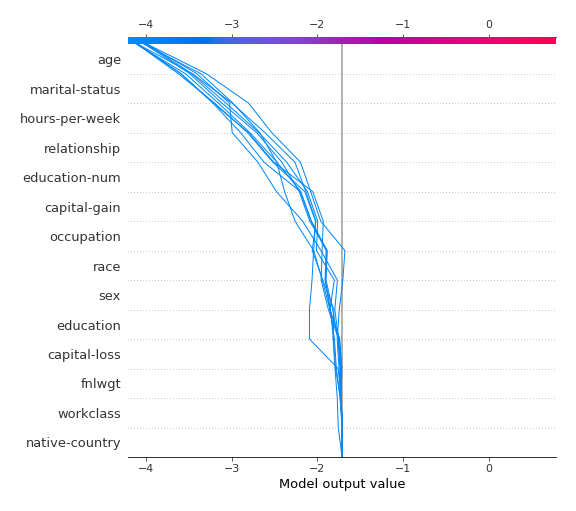 −4 −3 −2 −1 0
age
marital-status
hours-per-week
relationship
education-num
capital-gain
occupation
race
sex
education
capital-loss
fnlwgt
workclass
native-country
−4 −3 −2 −1 0
Model output value